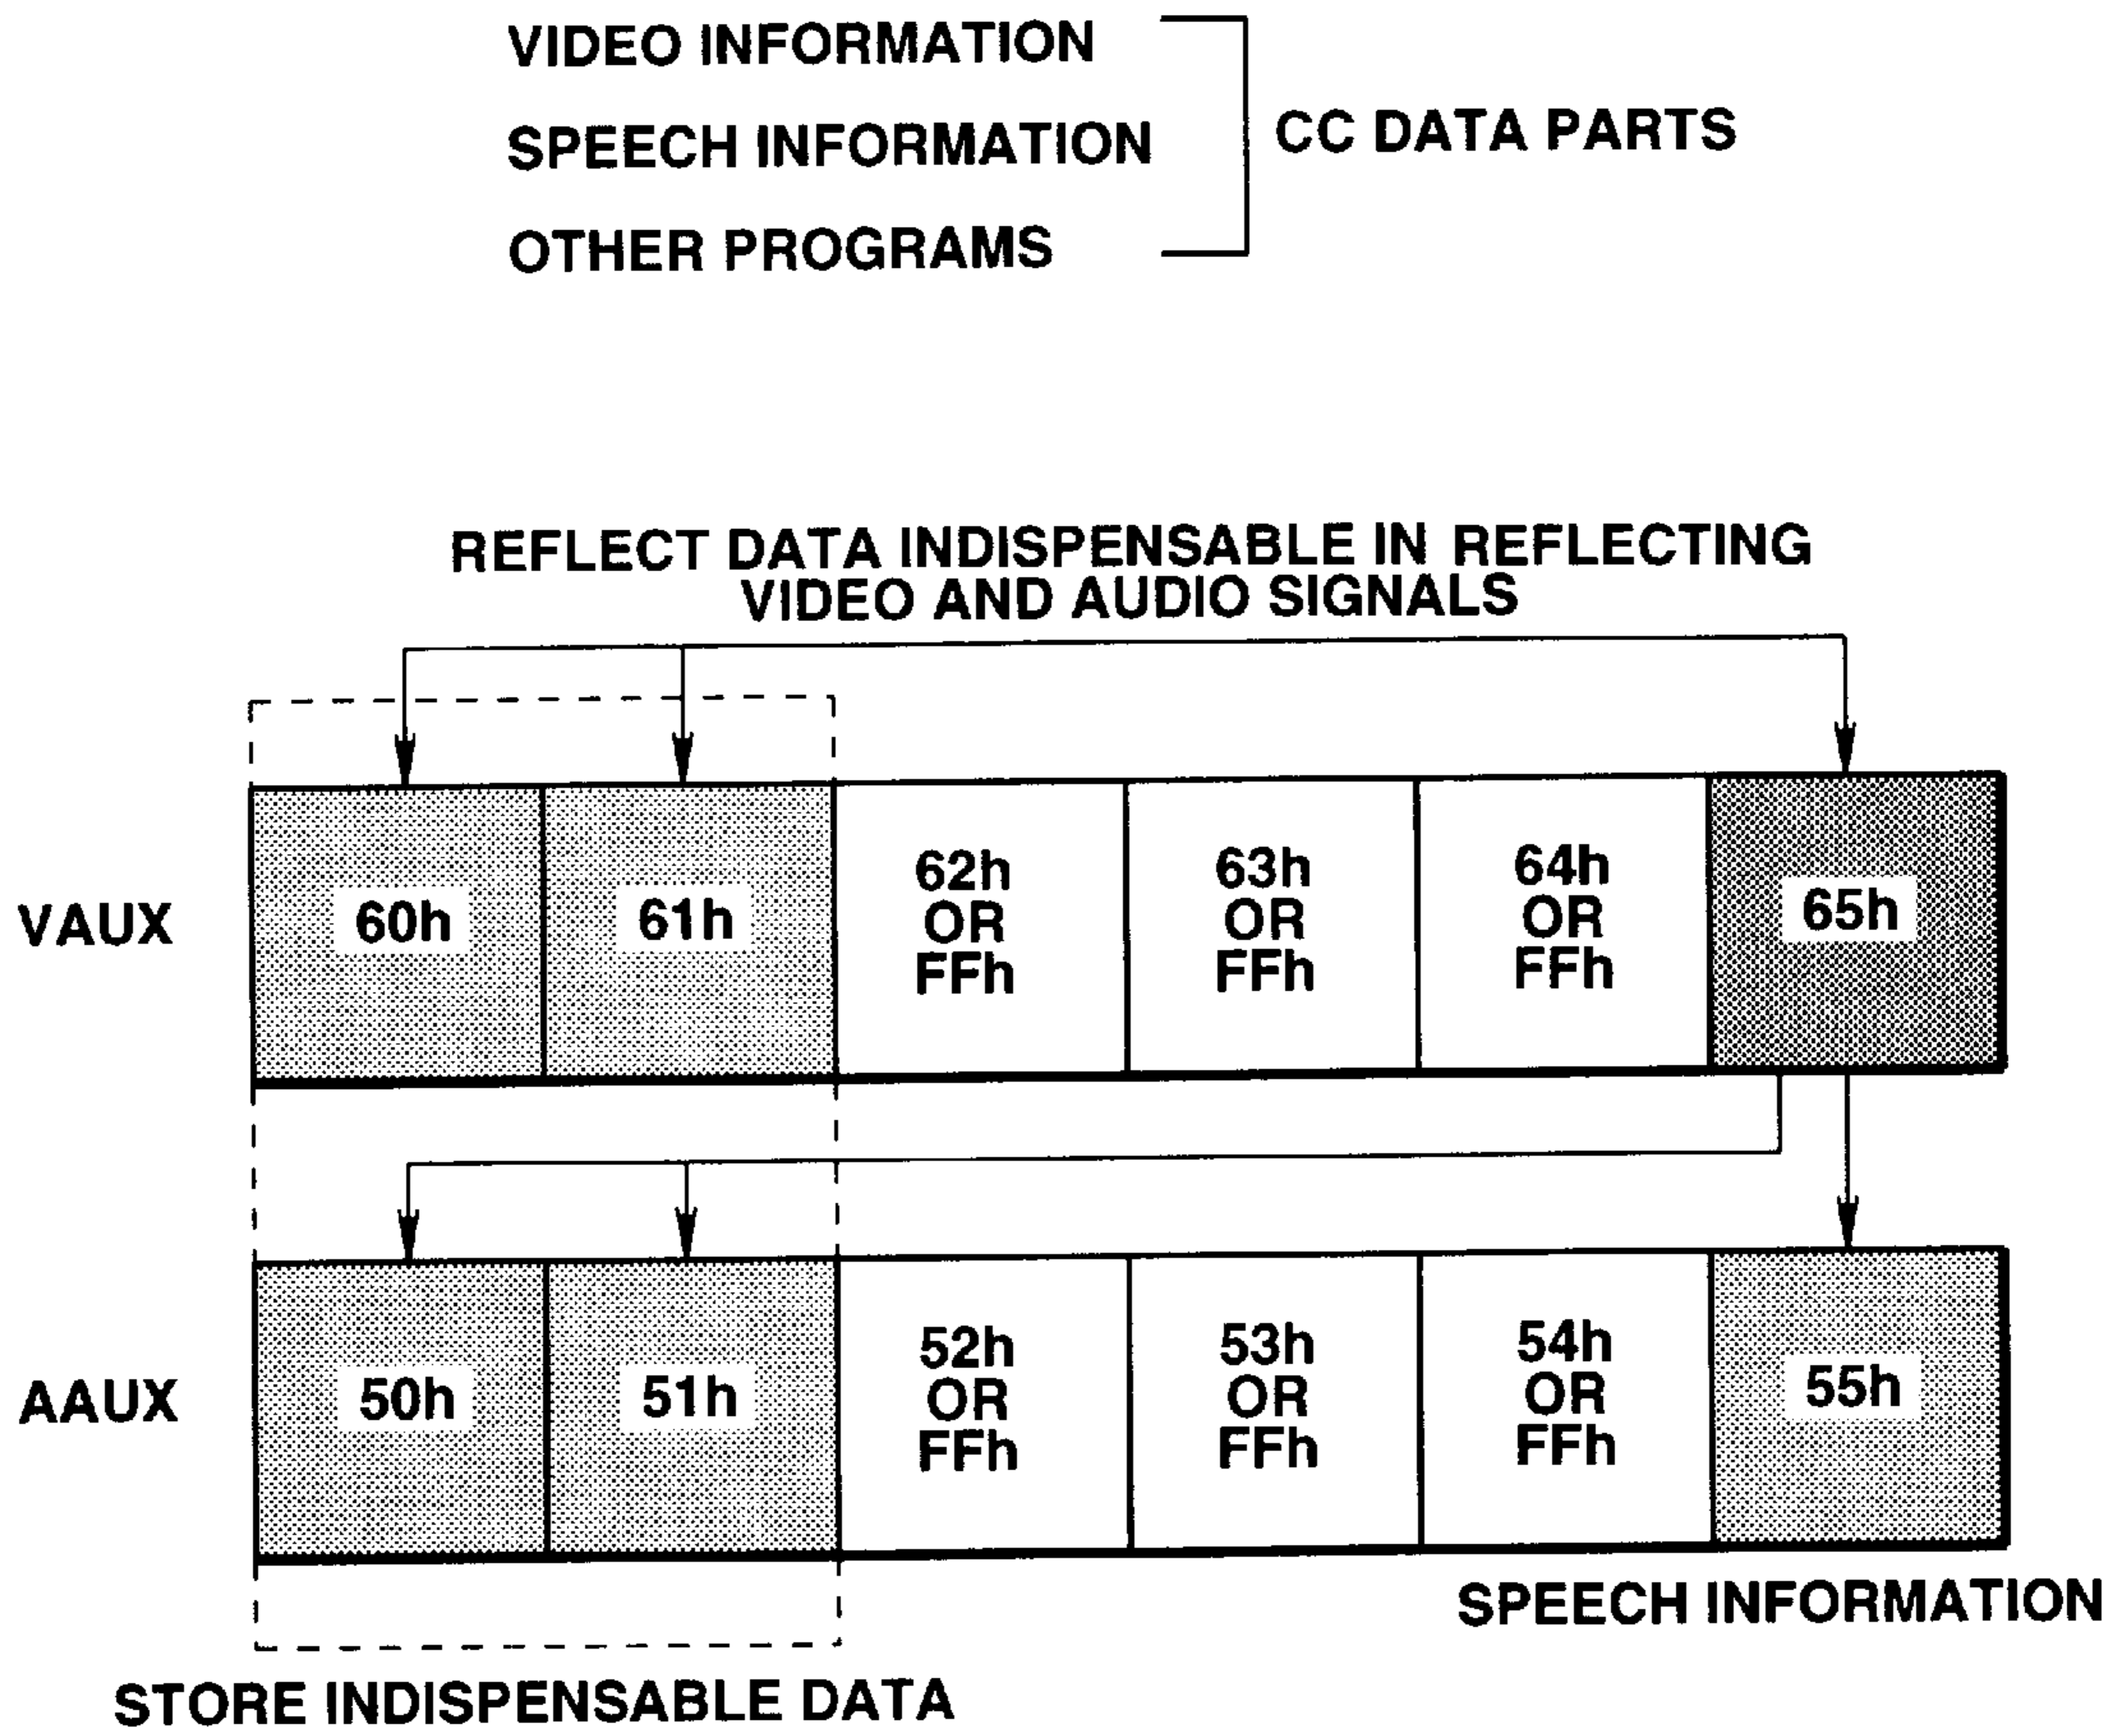 VIDEO INFORMATION
SPEECH INFORMATION
OTHER PROGRAMS
CC DATA PARTS
REFLECT DATA INDISPENSABLE IN REFLECTING
VIDEO AND AUDIO SIGNALS
VAUX
60h
61h
62h
OR
FFh
63h
OR
FFh
64h
OR
FFh
65h
AAUX
50h
51h
52h
OR
FFh
53h
OR
FFh
54h
OR
FFh
55h
SPEECH INFORMATION
STORE INDISPENSABLE DATA